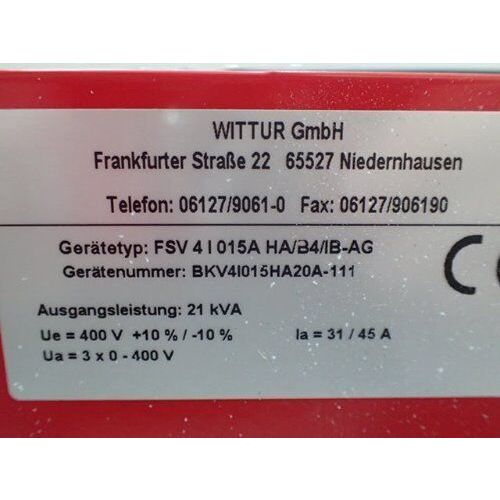 WITTUR GmbH
Frankfurter Straße 22 65527 Niedernhausen
Telefon: 06127/9061-0 Fax: 06127/906190
Gerätetyp: FSV 4 I 015A HA/B4/IB-AG
Gerätenummer: BKV4I015HA20A-111
Ausgangsleistung: 21 kVA
Ue = 400 V +10 % / -10 % Ia = 31 / 45 A
Ua = 3 x 0 - 400 V
CE